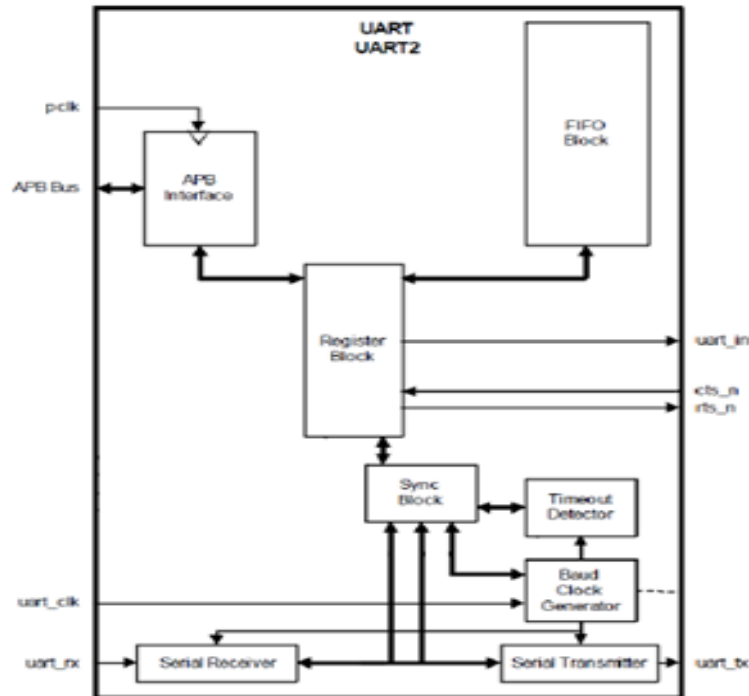 UART
UART2
pclk
FIFO
Block
APB
Interface
APB Bus
Register
Block
uart_in
cts_n
rts_n
Sync
Block
Timeout
Detector
Baud
Clock
Generator
uart_clk
uart_rx
Serial Receiver
Serial Transmitter
uart_tx